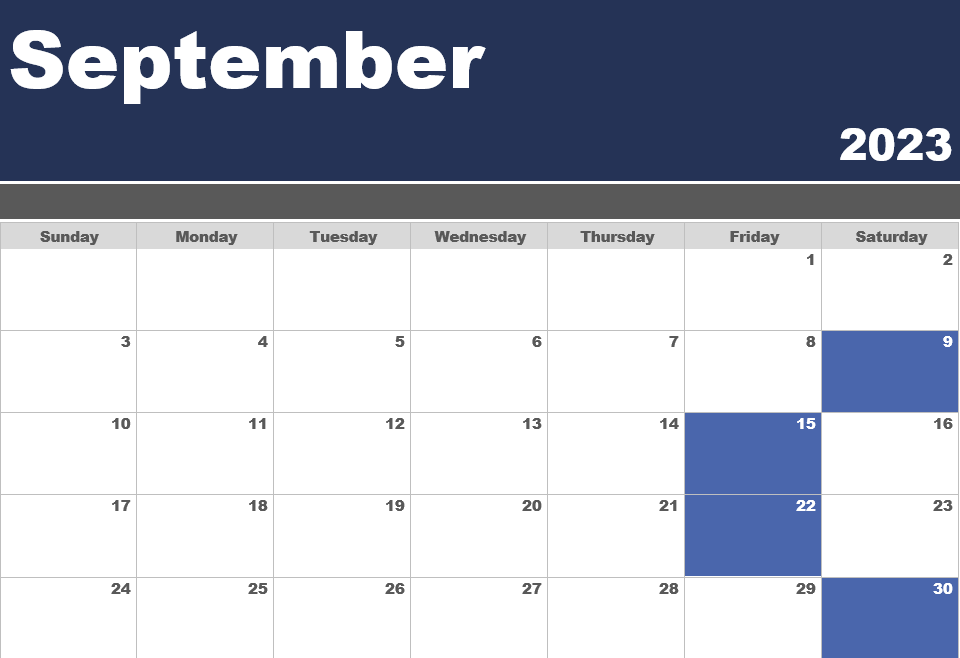 September
2023
Sunday Monday Tuesday Wednesday Thursday Friday Saturday
1 2
3 4 5 6 7 8 9
10 11 12 13 14 15 16
17 18 19 20 21 22 23
24 25 26 27 28 29 30